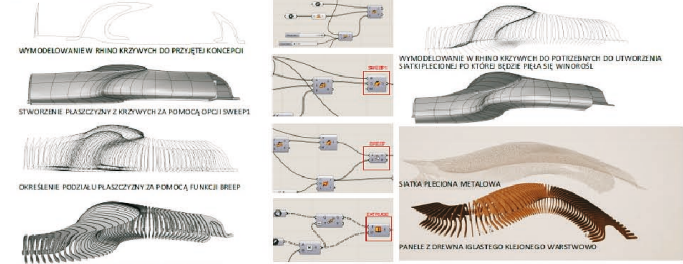 WYMODELOWANIE W RHINO KRZYWYCH DO PRZYJĘTEJ KONCEPCJI
STWORZENIE PŁASZCZYZNY Z KRZYWYCH ZA POMOCĄ OPCJI SWEEP1
OKREŚLENIE PODZIAŁU PŁASZCZYZNY ZA POMOCĄ FUNKCJI BREEP
WYMODELOWANIE W RHINO KRZYWYCH DO POTRZEBNYCH DO UTWORZENIA
SIATKI PLECIONEJ PO KTÓREJ BĘDZIE PIĘŁA SIĘ WINOROŚL
SIATKA PLECIONA METALOWA
PANELE Z DREWNA IGLASTEGO KLEJONEGO WARSTWOWO